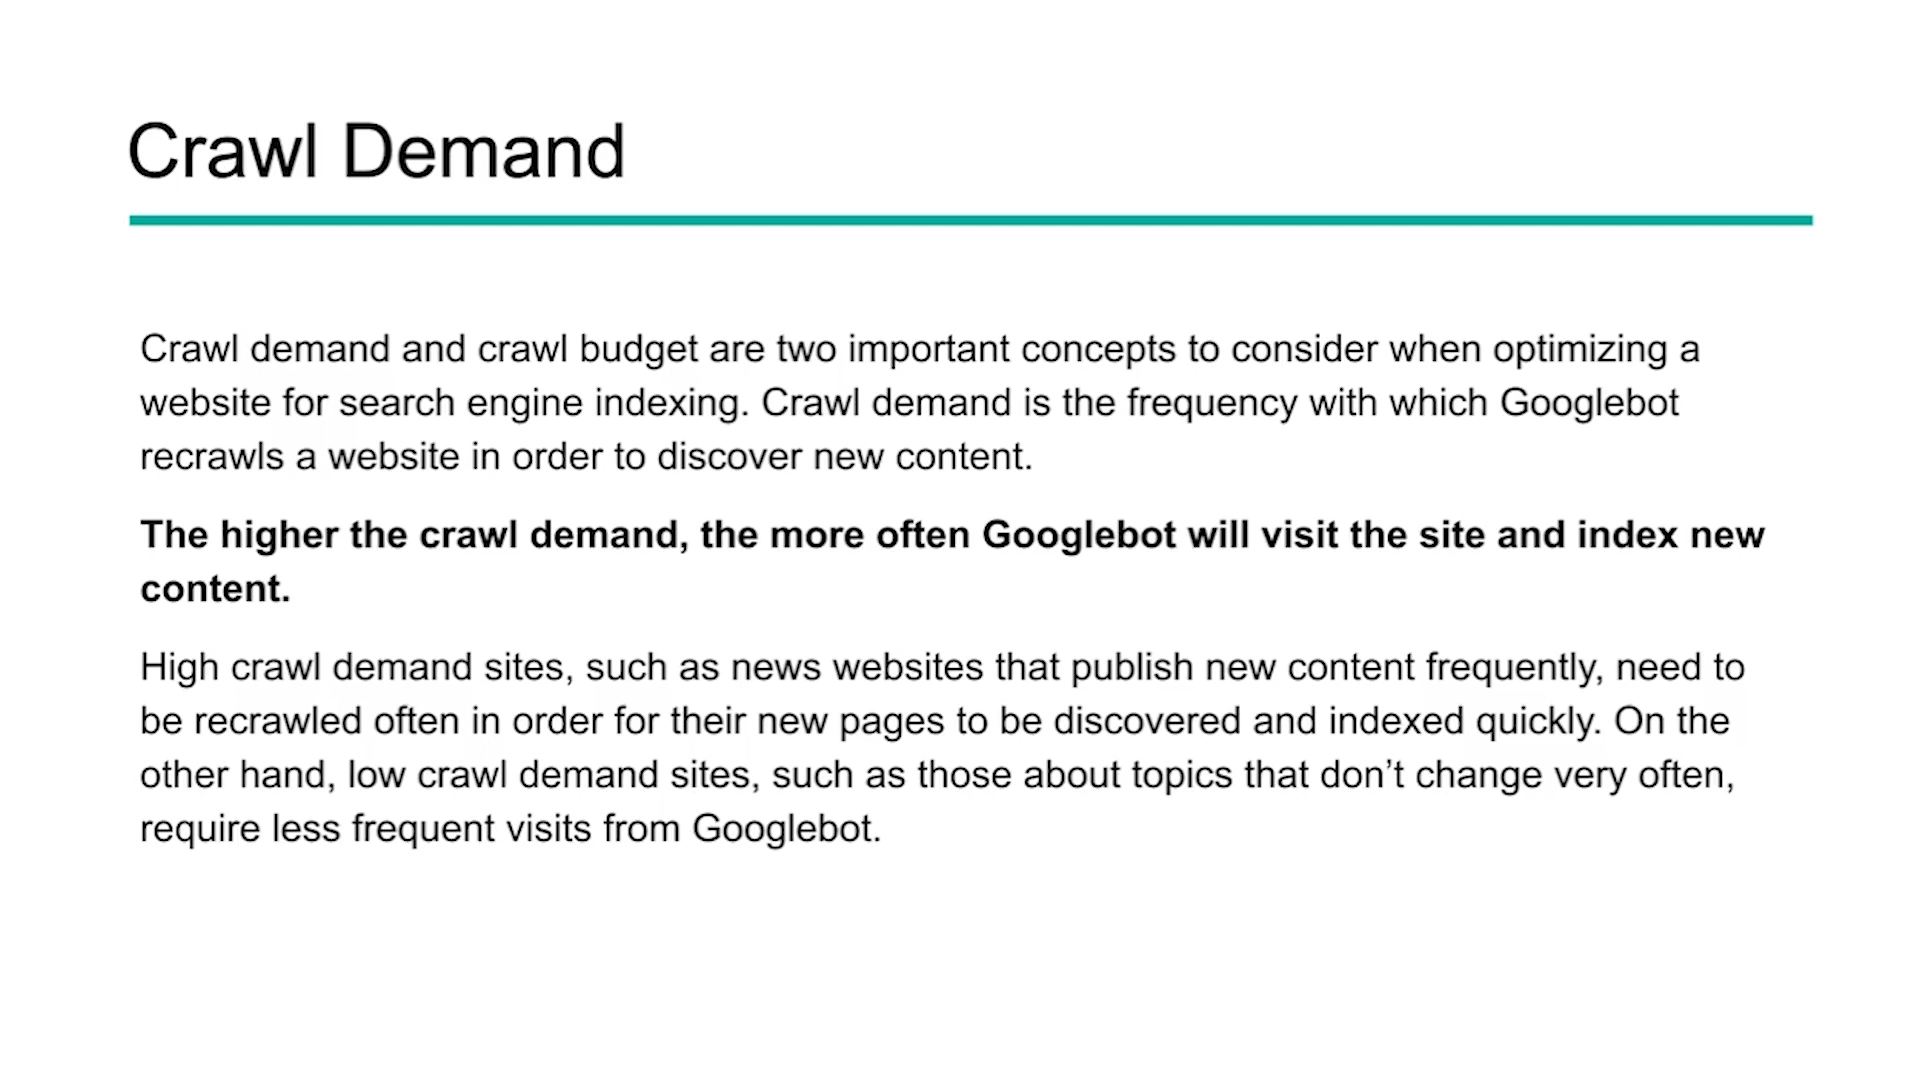 Crawl Demand
Crawl demand and crawl budget are two important concepts to consider when optimizing a
website for search engine indexing. Crawl demand is the frequency with which Googlebot
recrawls a website in order to discover new content.
The higher the crawl demand, the more often Googlebot will visit the site and index new
content.
High crawl demand sites, such as news websites that publish new content frequently, need to
be recrawled often in order for their new pages to be discovered and indexed quickly. On the
other hand, low crawl demand sites, such as those about topics that don’t change very often,
require less frequent visits from Googlebot.